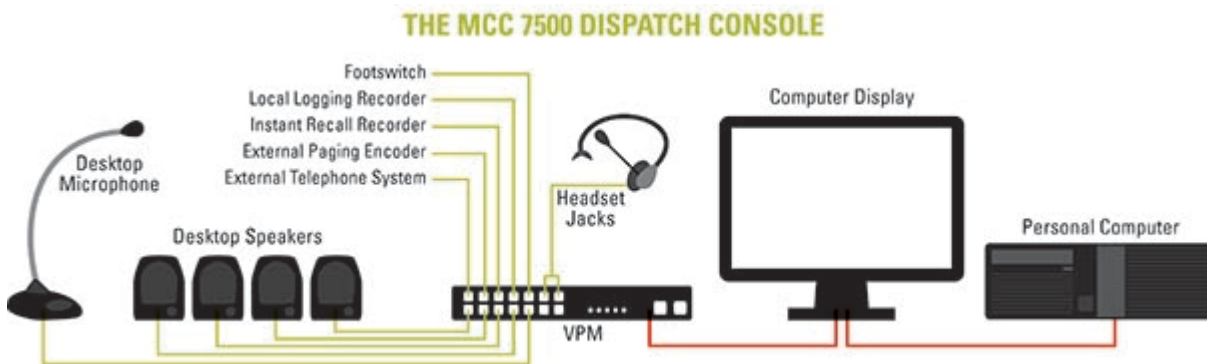 THE MCC 7500 DISPATCH CONSOLE
Footswitch
Local Logging Recorder
Instant Recall Recorder
External Paging Encoder
External Telephone System
Desktop
Microphone
Desktop Speakers
Headset
Jacks
VPM
Computer Display
Personal Computer